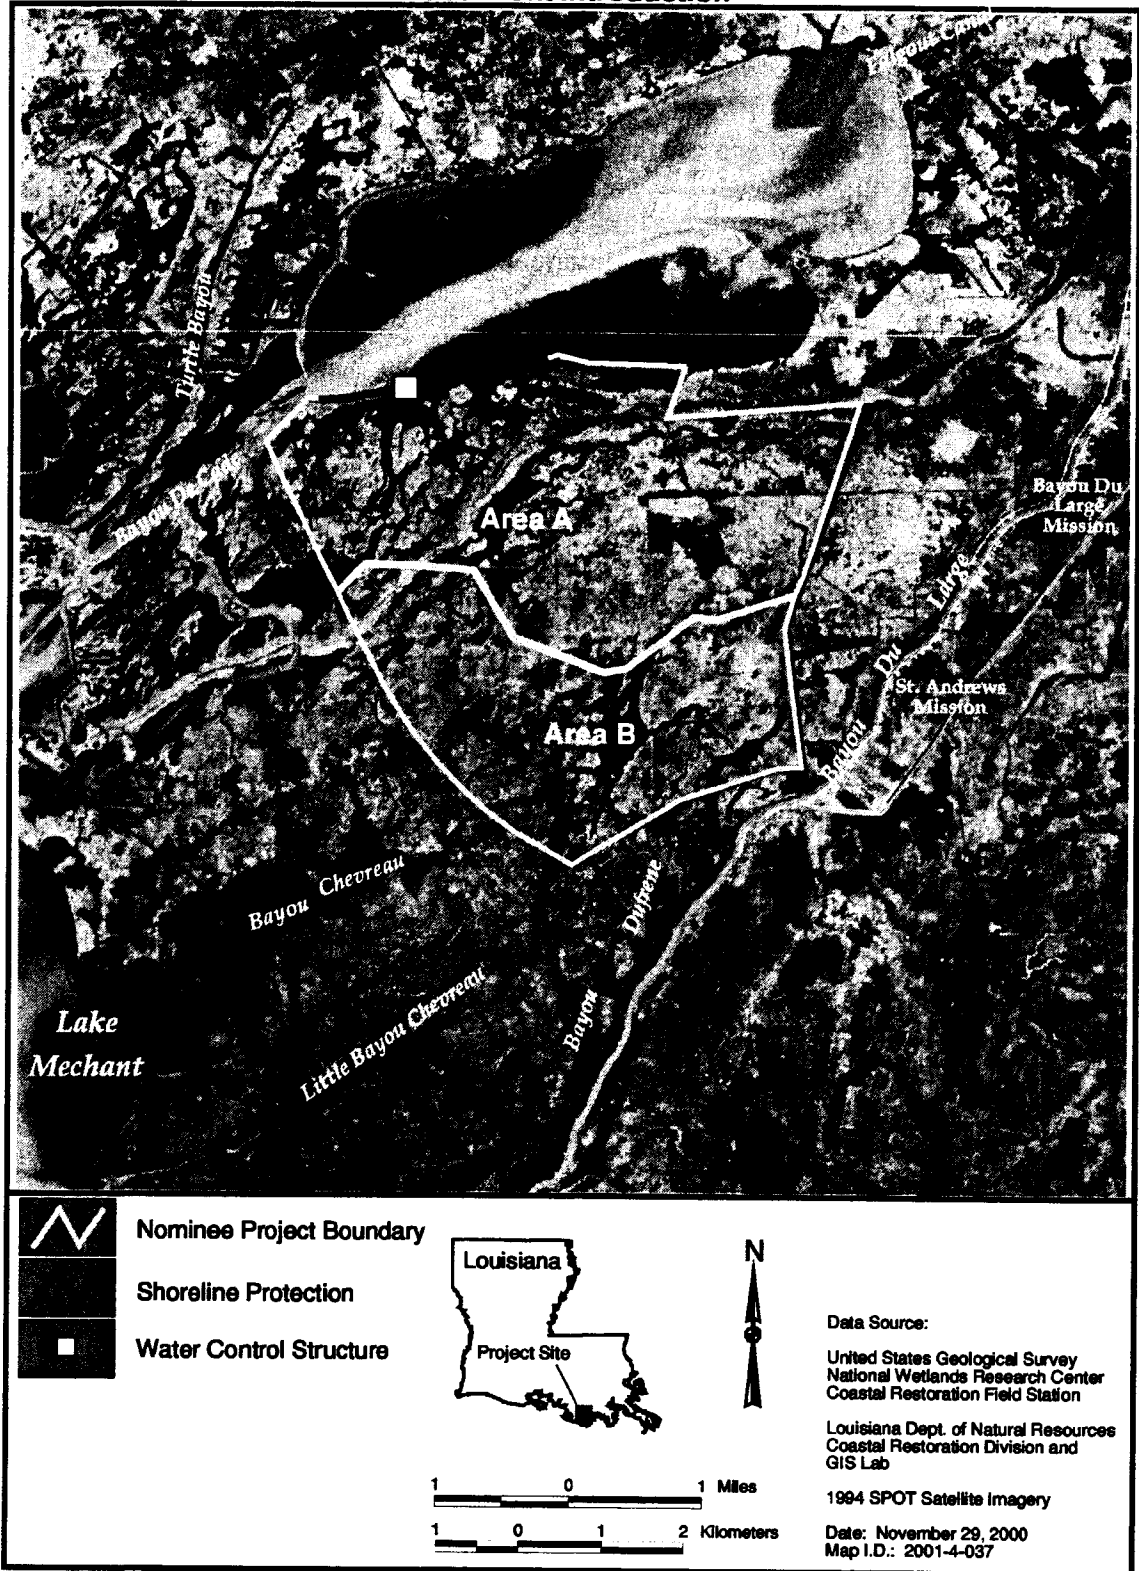 Turtle Bayou
Bayou De Cade
Area A
Bayou Du
Large
Mission
Bayou Du Large
St. Andrews
Mission
Area B
Bayou Chevreau
Bayou Dufrene
Little Bayou Chevreau
Lake
Mechant
Nominee Project Boundary
Shoreline Protection
Water Control Structure
Louisiana
Project Site
N
Data Source:
United States Geological Survey
National Wetlands Research Center
Coastal Restoration Field Station
Louisiana Dept. of Natural Resources
Coastal Restoration Division and
GIS Lab
1994 SPOT Satellite Imagery
Date: November 29, 2000
Map I.D.: 2001-4-037
1 0 1 Miles
1 0 1 2 Kilometers